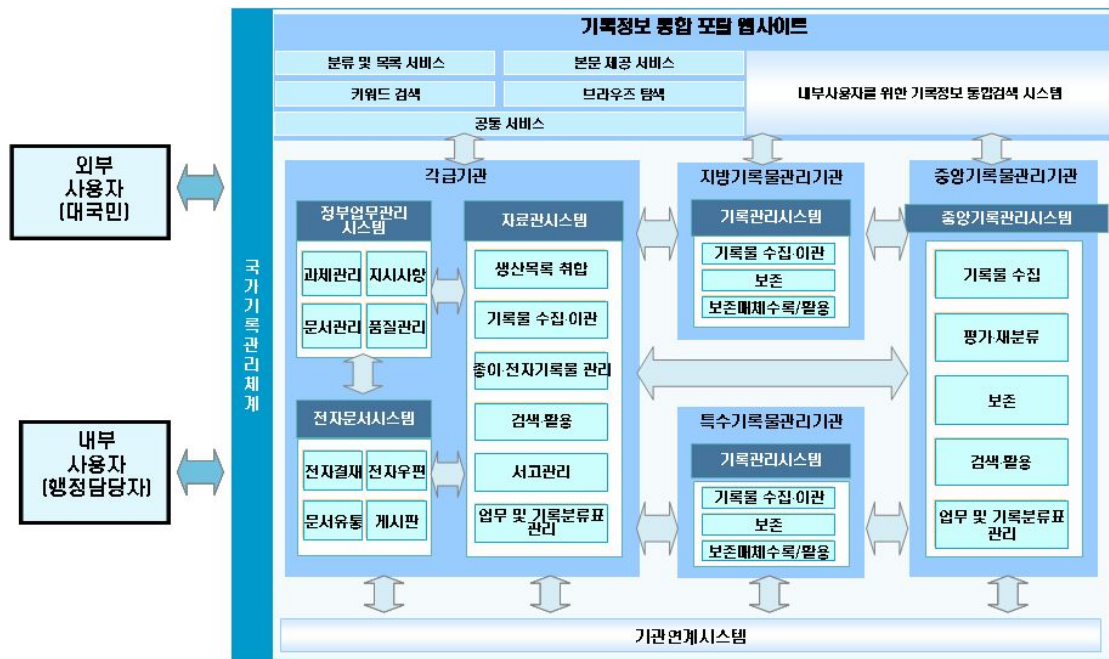 기록정보 통합 포탈 웹사이트
분류 및 목록 서비스
본문 제공 서비스
키워드 검색
브라우즈 탐색
공통 서비스
내부사용자를 위한 기록정보 통합검색 시스템
외부
사용자
(대국민)
내부
사용자
(행정담당자)
국가기록관리체계
각급기관
정부업무관리
시스템
과제관리
지시사항
문서관리
품질관리
전자문서시스템
전자결재
전자우편
문서유통
게시판
자료관시스템
생산목록 취합
기록물 수집·이관
종이·전자기록물 관리
검색·활용
서고관리
업무 및 기록분류표
관리
지방기록물관리기관
기록관리시스템
기록물 수집·이관
보존
보존매체수록/활용
특수기록물관리기관
기록관리시스템
기록물 수집·이관
보존
보존매체수록/활용
중앙기록물관리기관
중앙기록관리시스템
기록물 수집
평가·재분류
보존
검색·활용
업무 및 기록분류표
관리
기관연계시스템